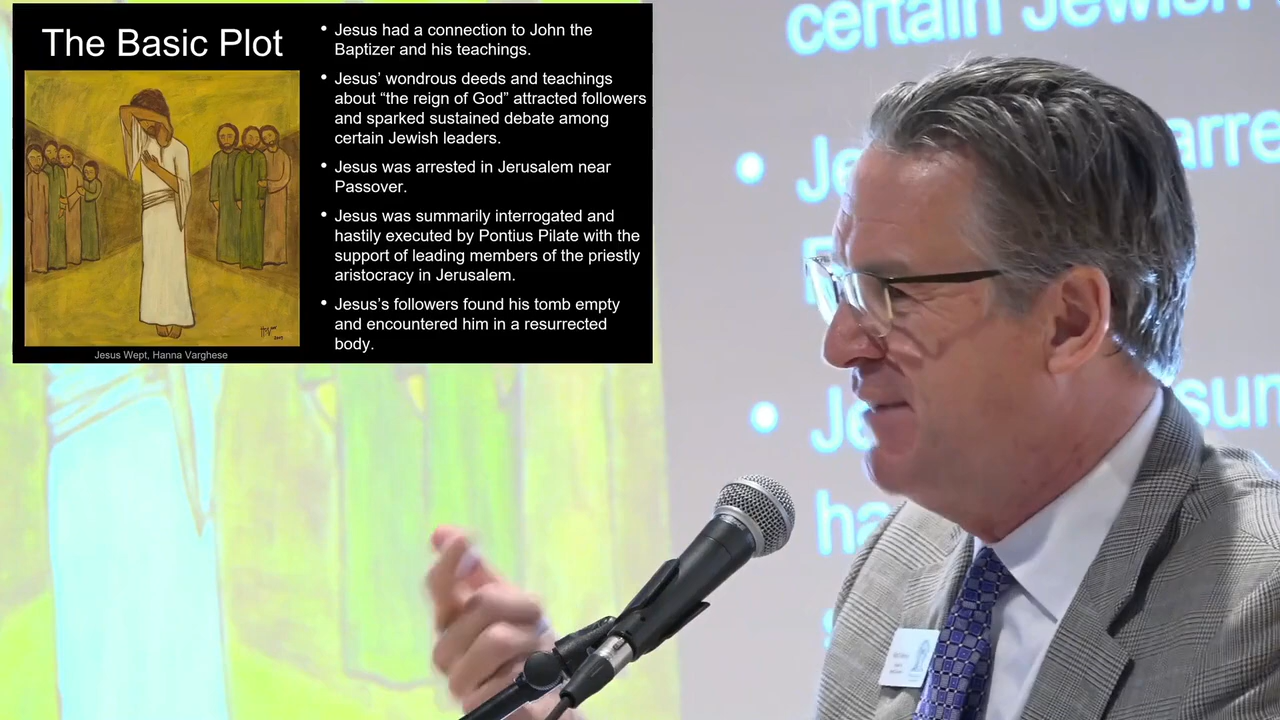 The Basic Plot
• Jesus had a connection to John the
Baptizer and his teachings.
• Jesus’ wondrous deeds and teachings
about “the reign of God” attracted followers
and sparked sustained debate among
certain Jewish leaders.
• Jesus was arrested in Jerusalem near
Passover.
• Jesus was summarily interrogated and
hastily executed by Pontius Pilate with the
support of leading members of the priestly
aristocracy in Jerusalem.
• Jesus’s followers found his tomb empty
and encountered him in a resurrected
body.
Jesus Wept, Hanna Varghese
certain Jewish